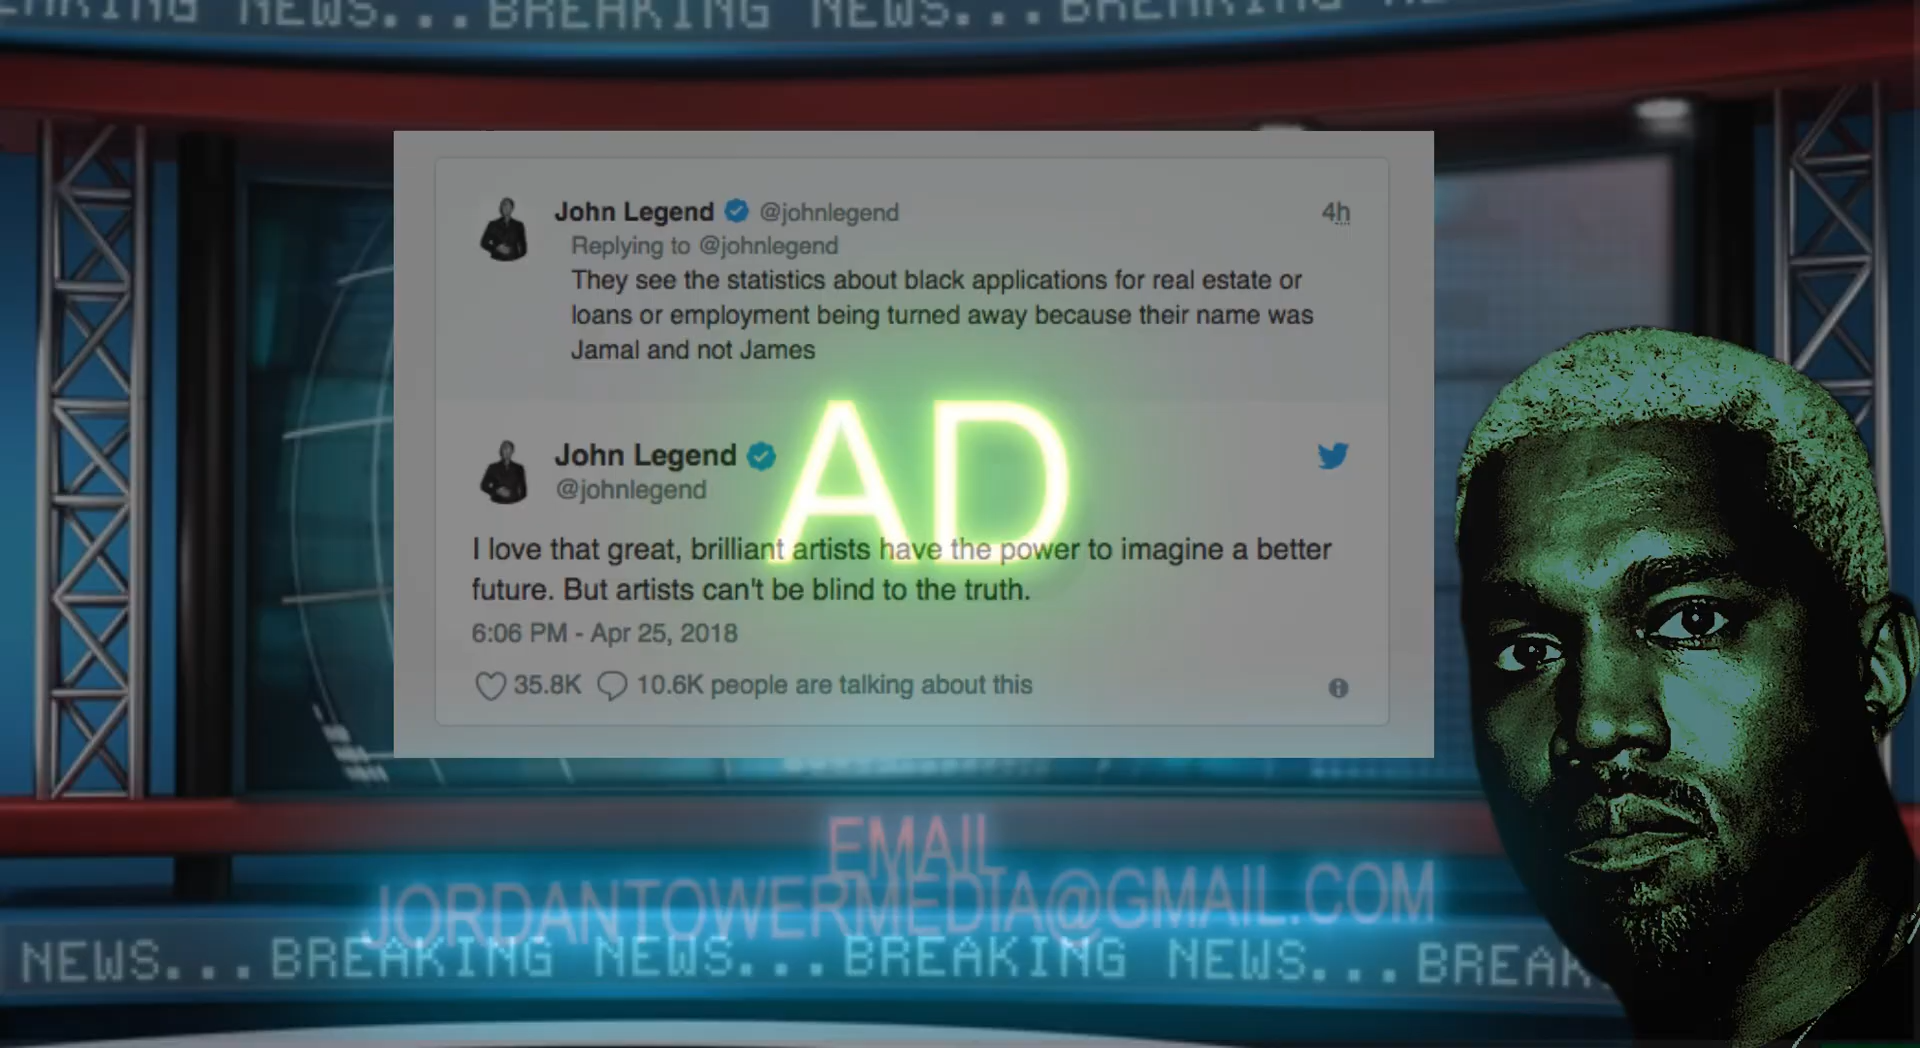 NEWS...BREAKING NEWS...BREAKING
John Legend @johnlegend 4h
Replying to @johnlegend
They see the statistics about black applications for real estate or
loans or employment being turned away because their name was
Jamal and not James
AD
John Legend
@johnlegend
I love that great, brilliant artists have the power to imagine a better
future. But artists can't be blind to the truth.
6:06 PM - Apr 25, 2018
35.8K 10.6K people are talking about this
EMAIL
JORDANTOWERMEDIA@GMAIL.COM
NEWS...BREAKING NEWS...BREAKING NEWS...BREAK